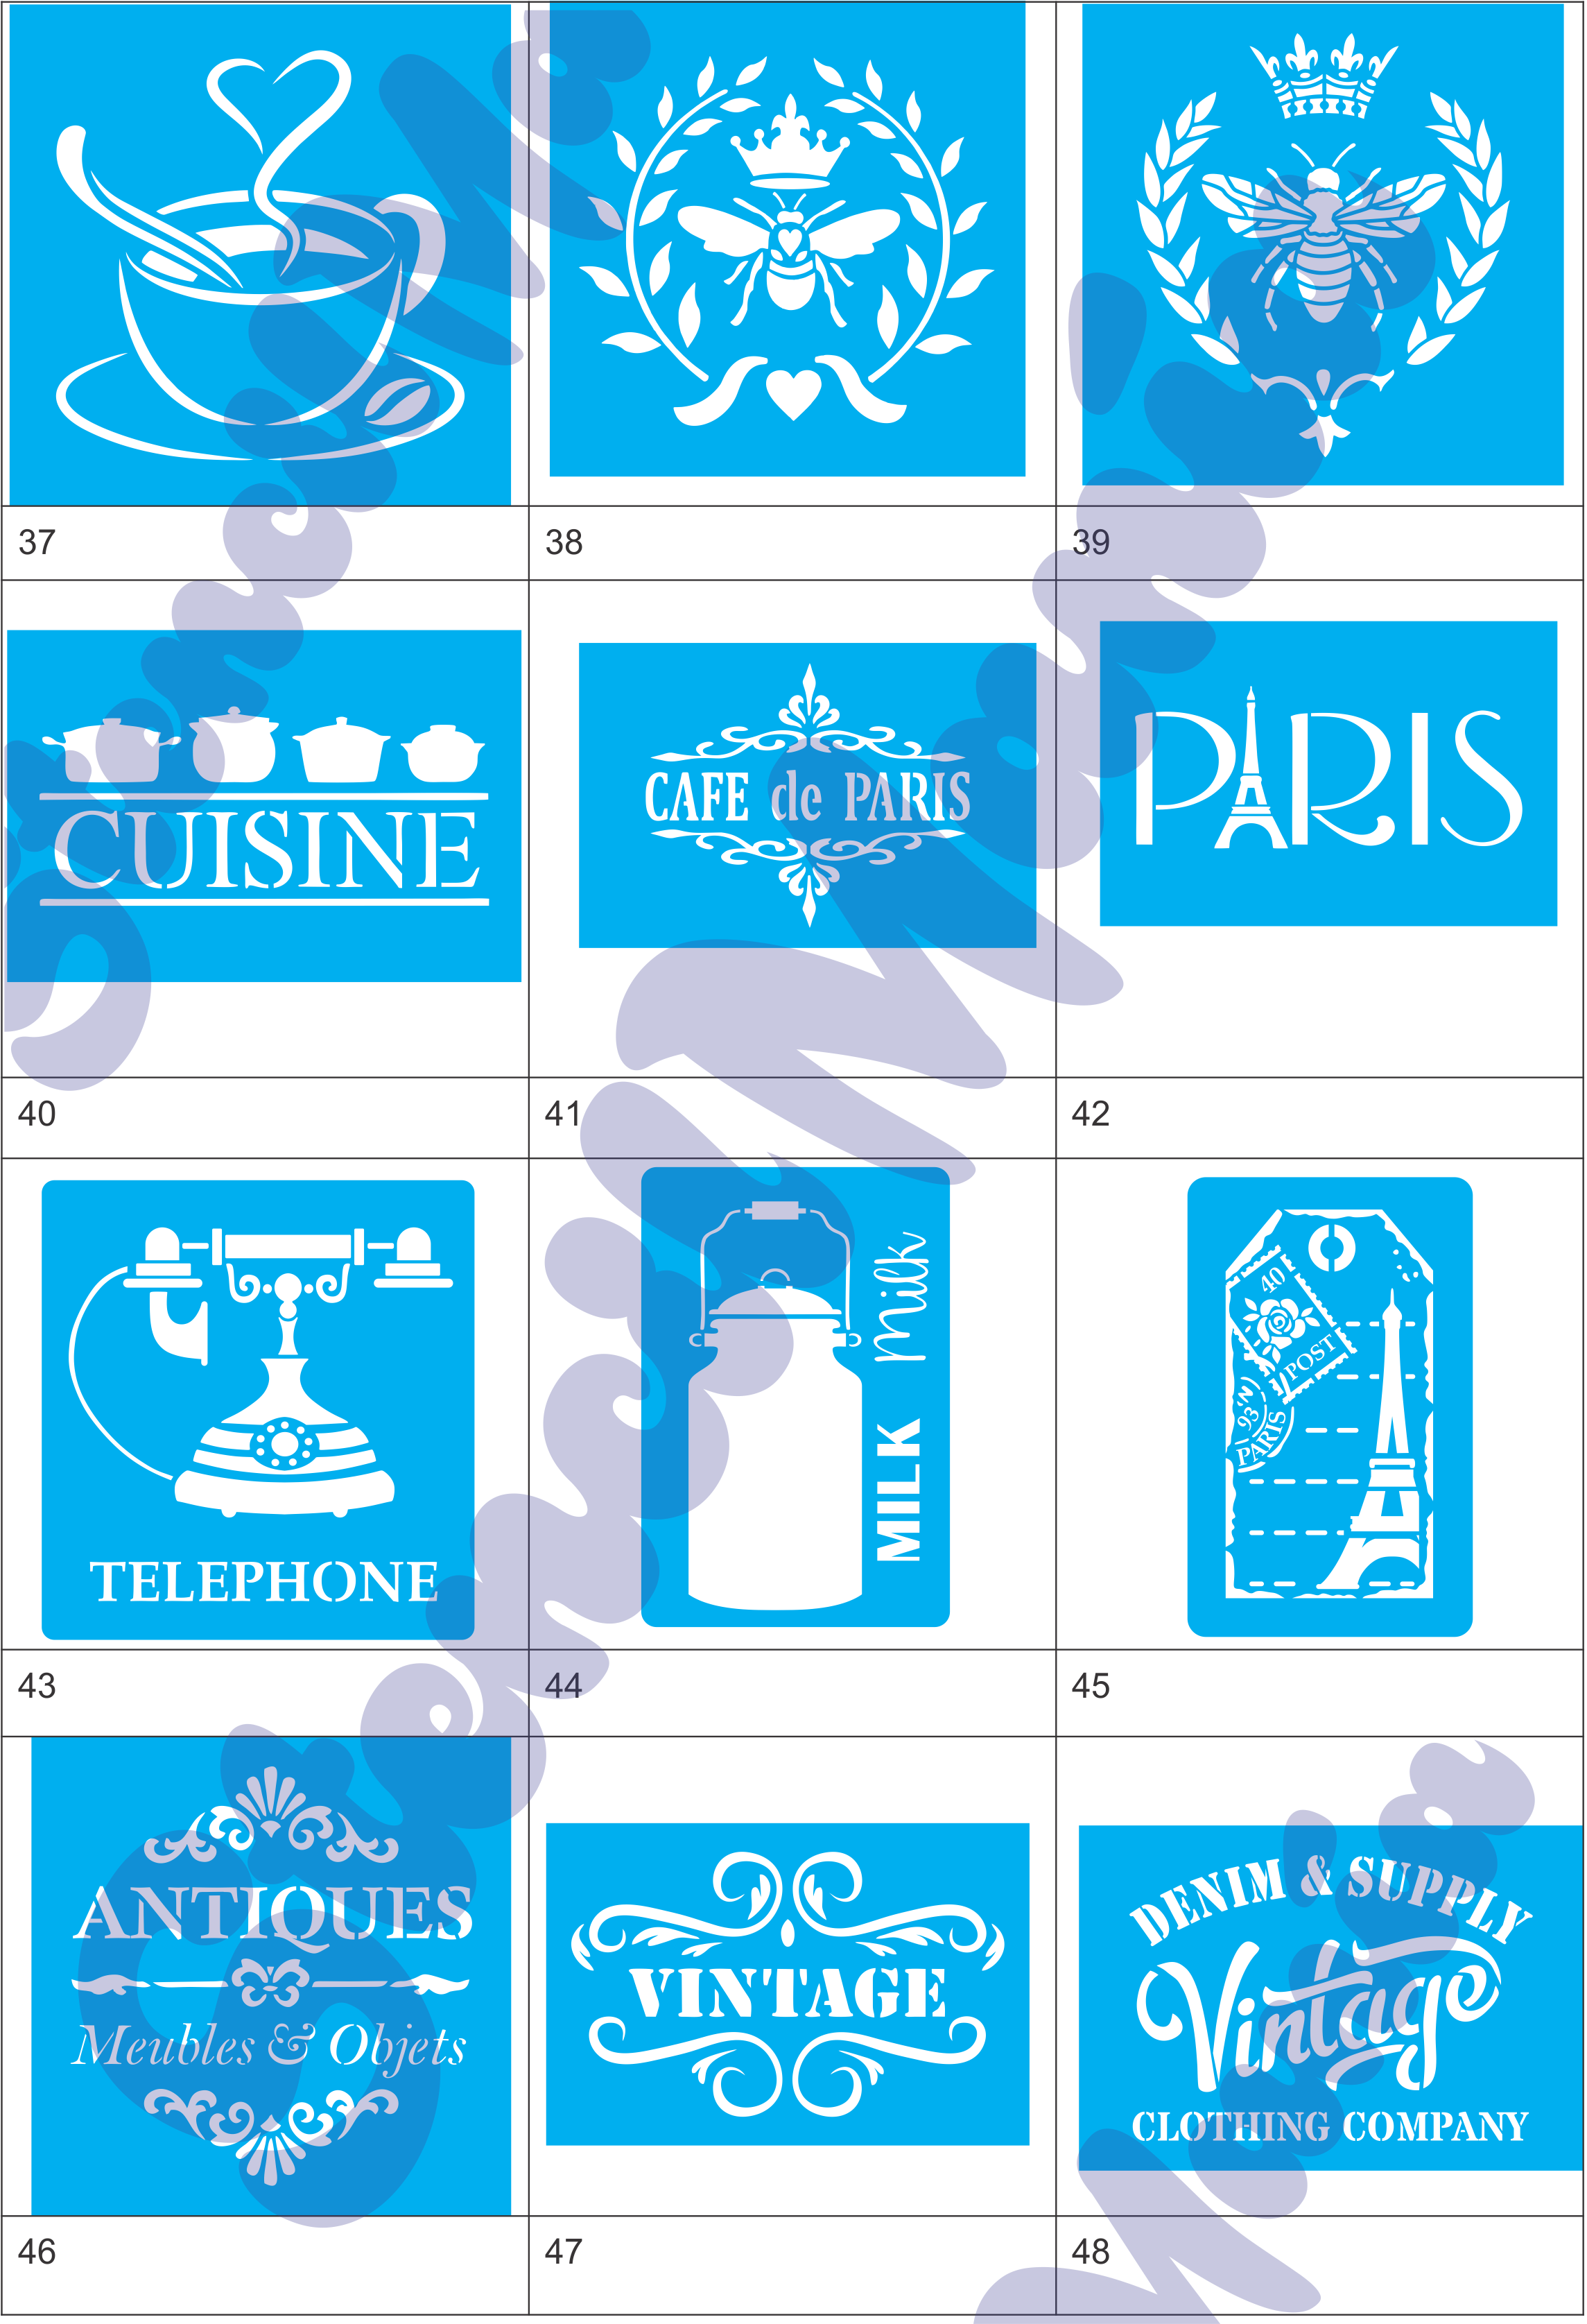 37
38
39
CUISINE
CAFE de PARIS
PARIS
40
41
42
TELEPHONE
milk
MILK
40
POST
PARIS
43
44
45
ANTIQUES
Meubles & Objets
VINTAGE
DENIM & SUPPLY
Vintage
CLOTHING COMPANY
46
47
48